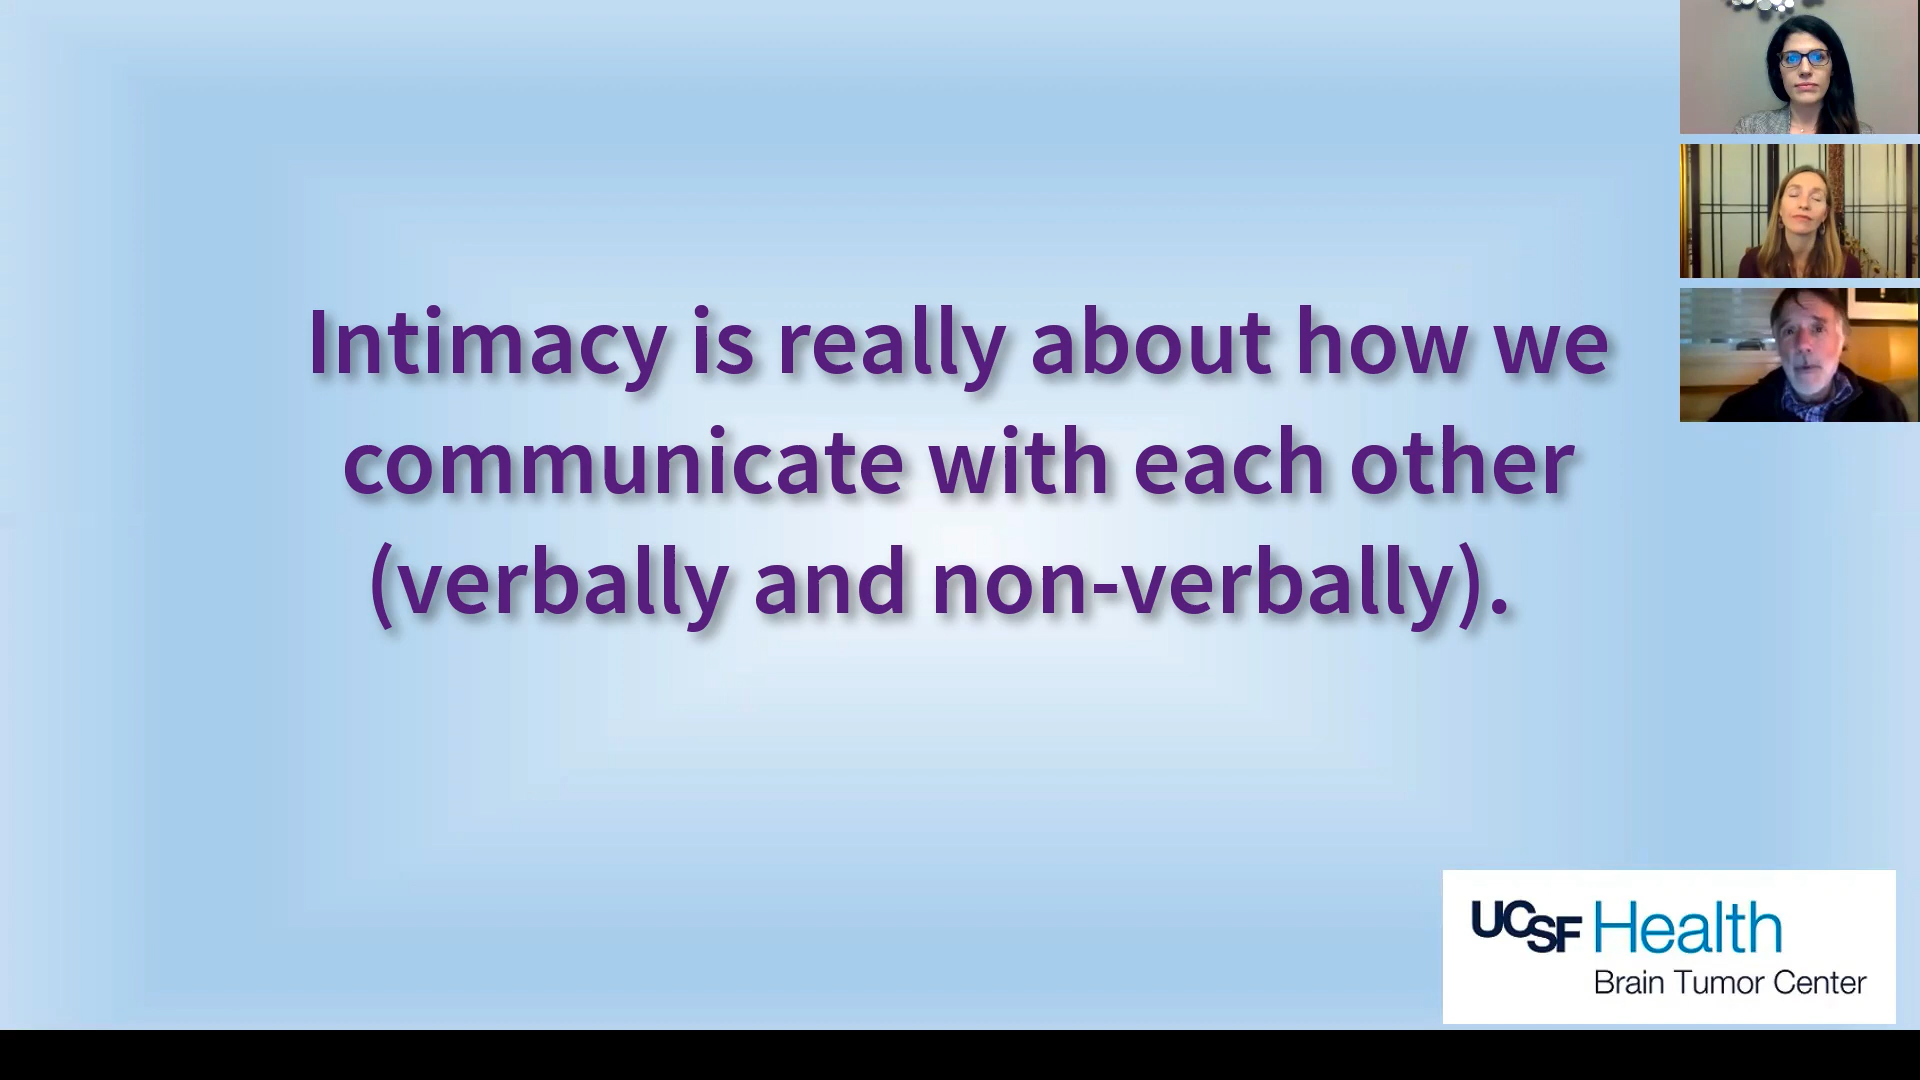 Intimacy is really about how we
communicate with each other
(verbally and non-verbally).
UCSF Health
Brain Tumor Center